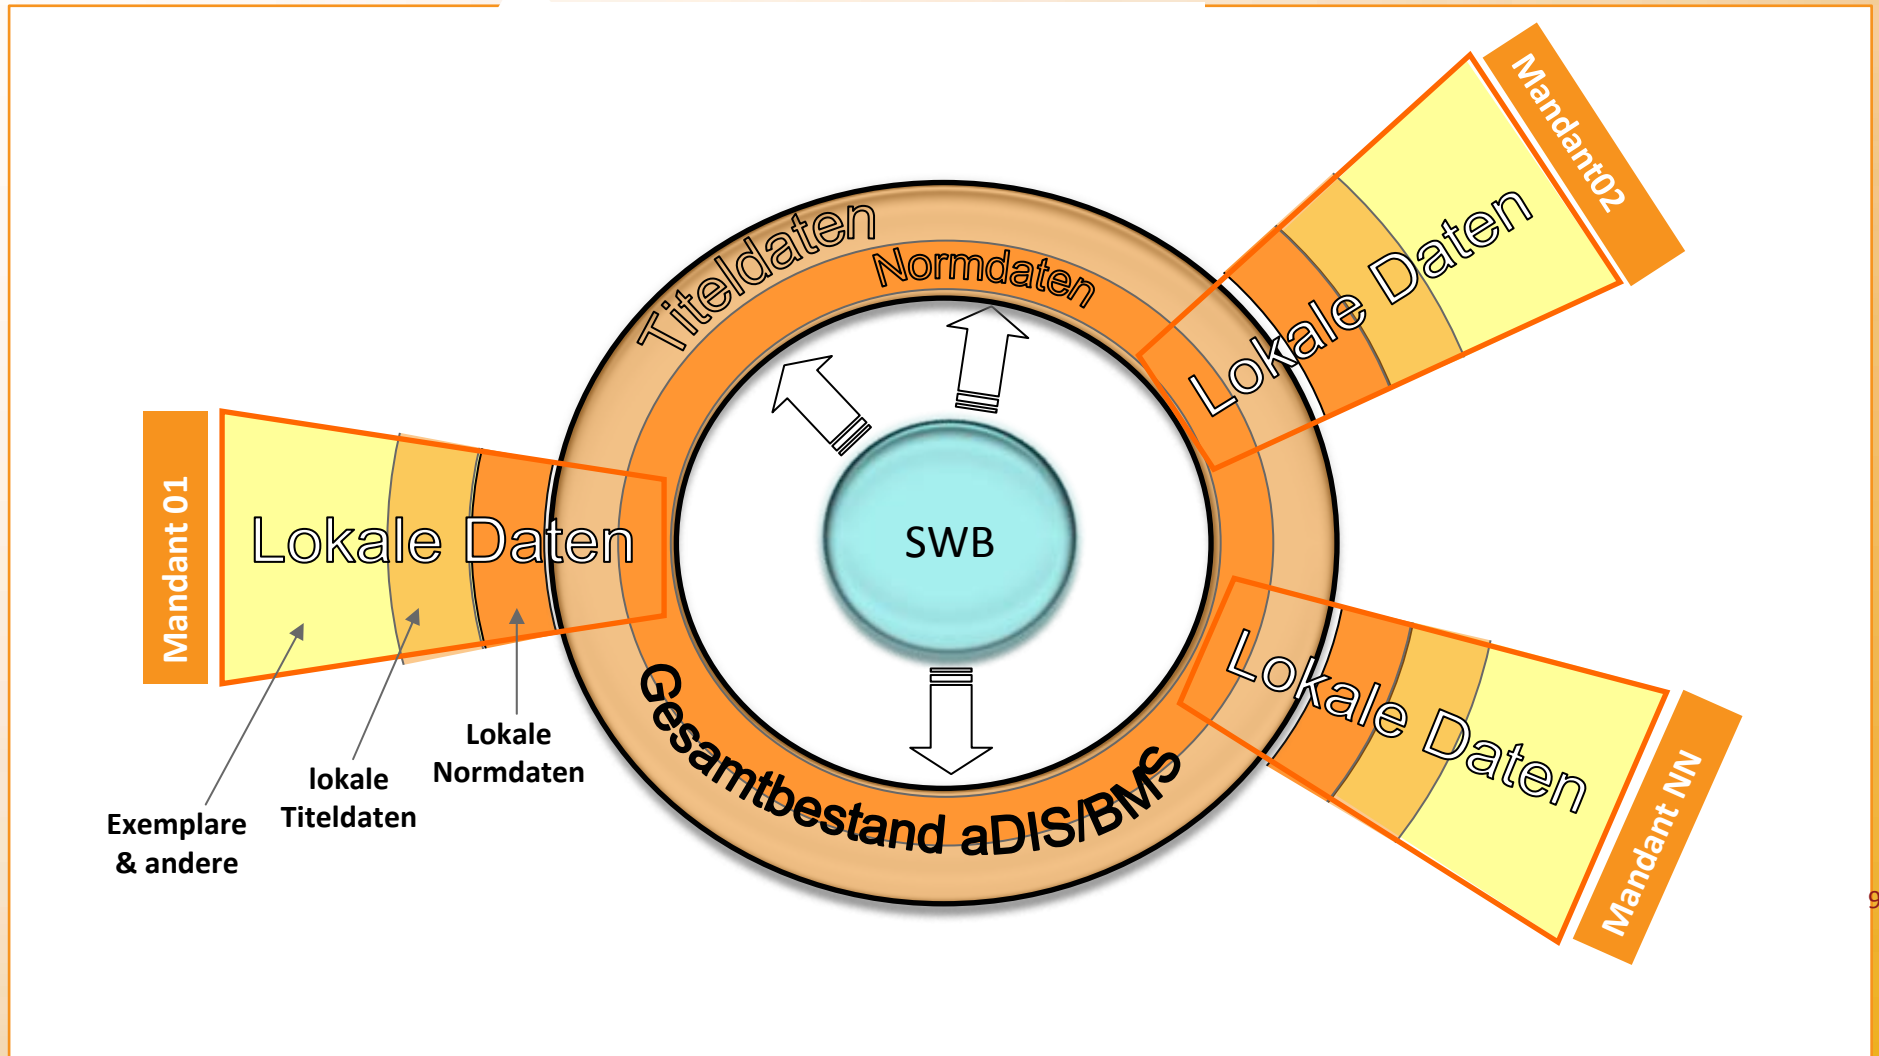 Mandant02
Lokale Daten
Titeldaten
Normdaten
Mandant 01
Lokale Daten
SWB
Lokale Daten
Mandant NN
Gesamtbestand aDIS/BMS
Lokale
Normdaten
lokale
Titeldaten
Exemplare
& andere
9